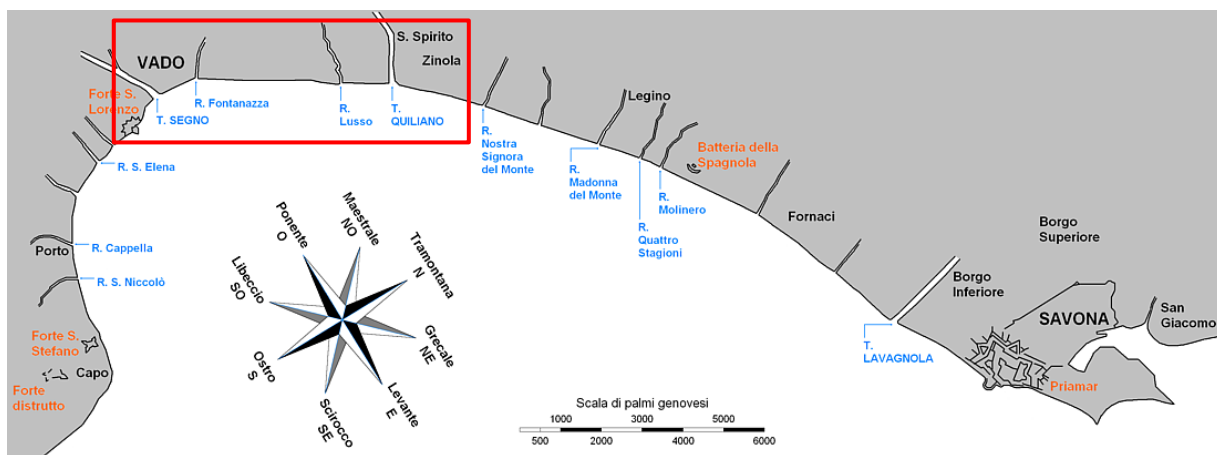 S. Spirito
Zinola
VADO
Forte S.
Lorenzo
T. SEGNO
R. Fontanazza
R.
Lusso
T.
QUILIANO
R.
Nostra
Signora
del Monte
Legino
R.
Madonna
del Monte
Batteria della
Spagnola
R.
Molinero
R.
Quattro
Stagioni
Fornaci
R. S. Elena
Porto
R. Cappella
R. S. Niccolò
Forte S.
Stefano
Forte
distrutto
Capo
Ponente
O
Maestrale
NO
Tramontana
N
Libeccio
SO
Grecale
NE
Ostro
S
Levante
E
Scirocco
SE
Borgo
Superiore
Borgo
Inferiore
SAVONA
San
Giacomo
T.
LAVAGNOLA
Priamar
Scala di palmi genovesi
1000 3000 5000
500 2000 4000 6000